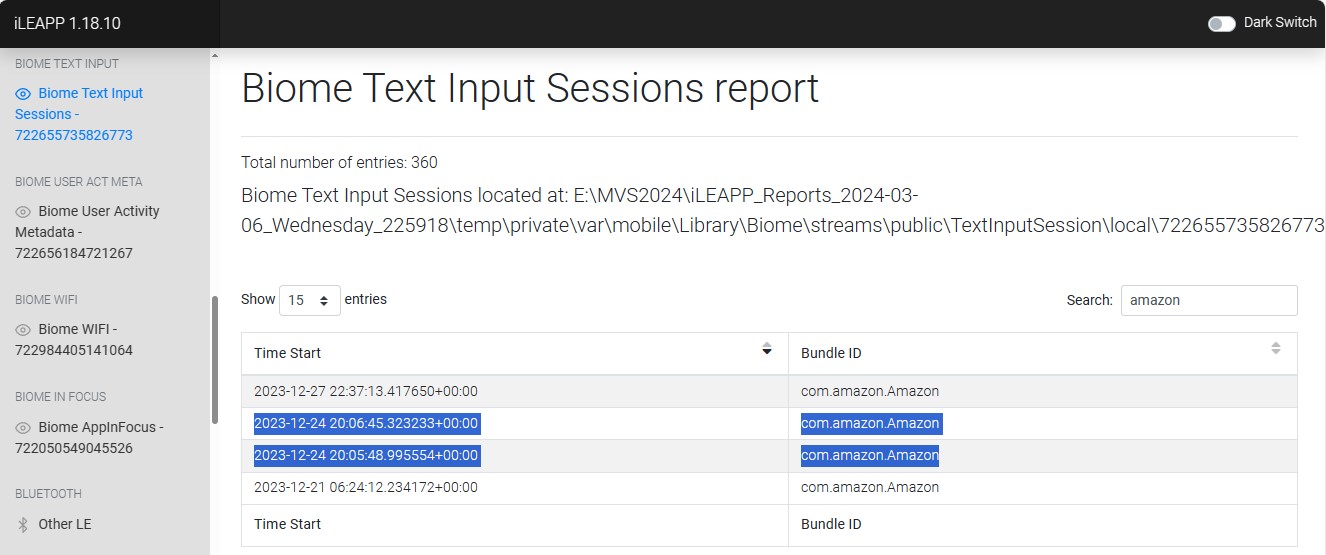 iLEAPP 1.18.10
Dark Switch
BIOME TEXT INPUT
Biome Text Input
Sessions -
722655735826773
BIOME USER ACT META
Biome User Activity
Metadata -
722656184721267
BIOME WIFI
Biome WIFI -
722984405141064
BIOME IN FOCUS
Biome AppInFocus -
722050549045526
BLUETOOTH
Other LE
Biome Text Input Sessions report
Total number of entries: 360
Biome Text Input Sessions located at: E:\MVS2024\iLEAPP_Reports_2024-03-
06_Wednesday_225918\temp\private\var\mobile\Library\Biome\streams\public\TextInputSession\local\722655735826773
Show 15 entries
Search: amazon
Time Start Bundle ID
2023-12-27 22:37:13.417650+00:00 com.amazon.Amazon
2023-12-24 20:06:45.323233+00:00 com.amazon.Amazon
2023-12-24 20:05:48.995554+00:00 com.amazon.Amazon
2023-12-21 06:24:12.234172+00:00 com.amazon.Amazon
Time Start Bundle ID